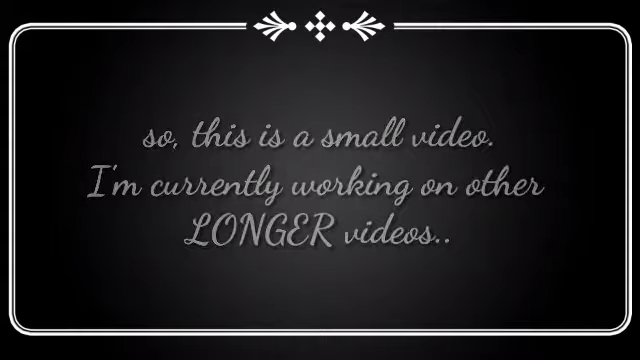 so, this is a small video.
I'm currently working on other
LONGER videos..